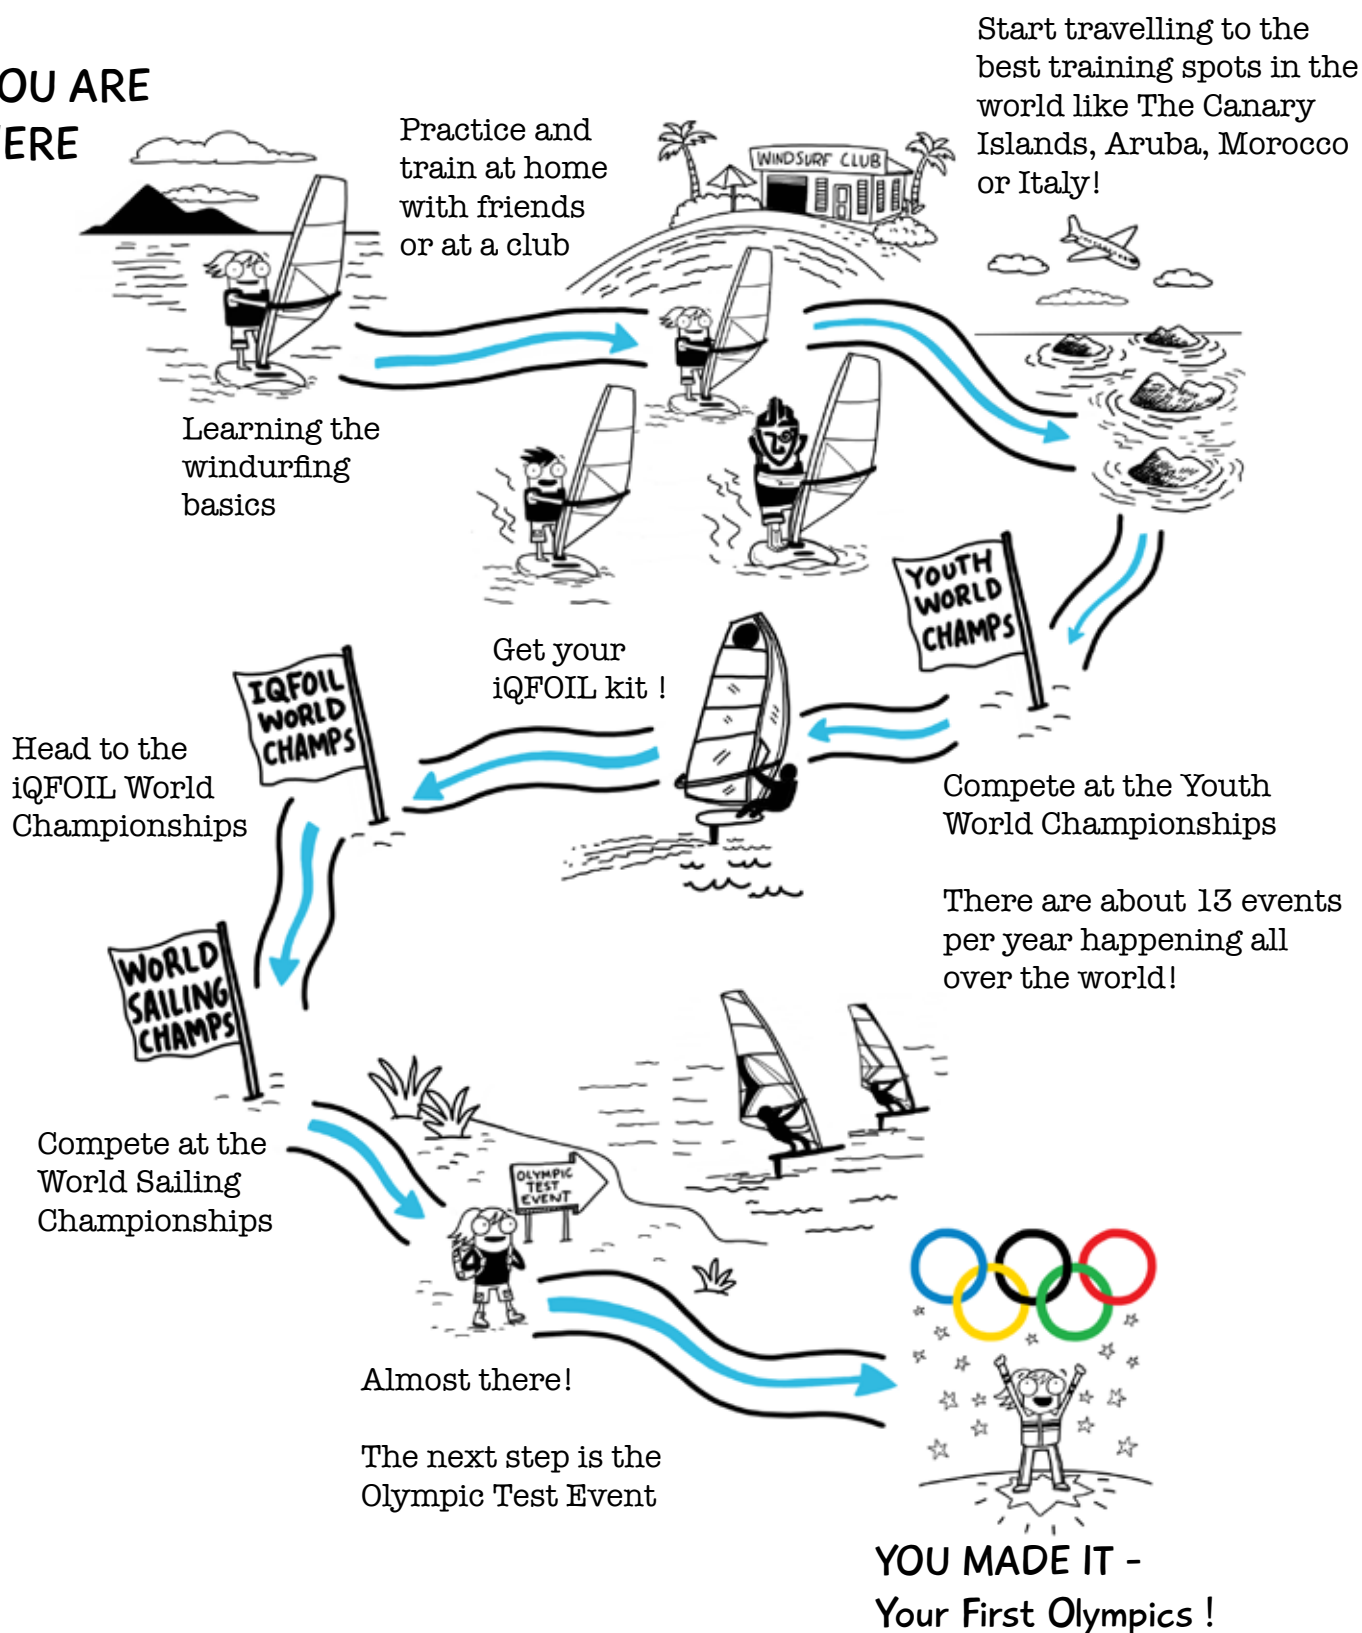 OU ARE
ERE
Practice and
train at home
with friends
or at a club
WINDSURF CLUB
Start travelling to the
best training spots in the
world like The Canary
Islands, Aruba, Morocco
or Italy!
Learning the
windurfing
basics
YOUTH
WORLD
CHAMPS
Compete at the Youth
World Championships
There are about 13 events
per year happening all
over the world!
Get your
iQFOIL kit !
IQFOIL
WORLD
CHAMPS
Head to the
iQFOIL World
Championships
WORLD
SAILING
CHAMPS
Compete at the
World Sailing
Championships
OLYMPIC
TEST
EVENT
Almost there!
The next step is the
Olympic Test Event
YOU MADE IT -
Your First Olympics !